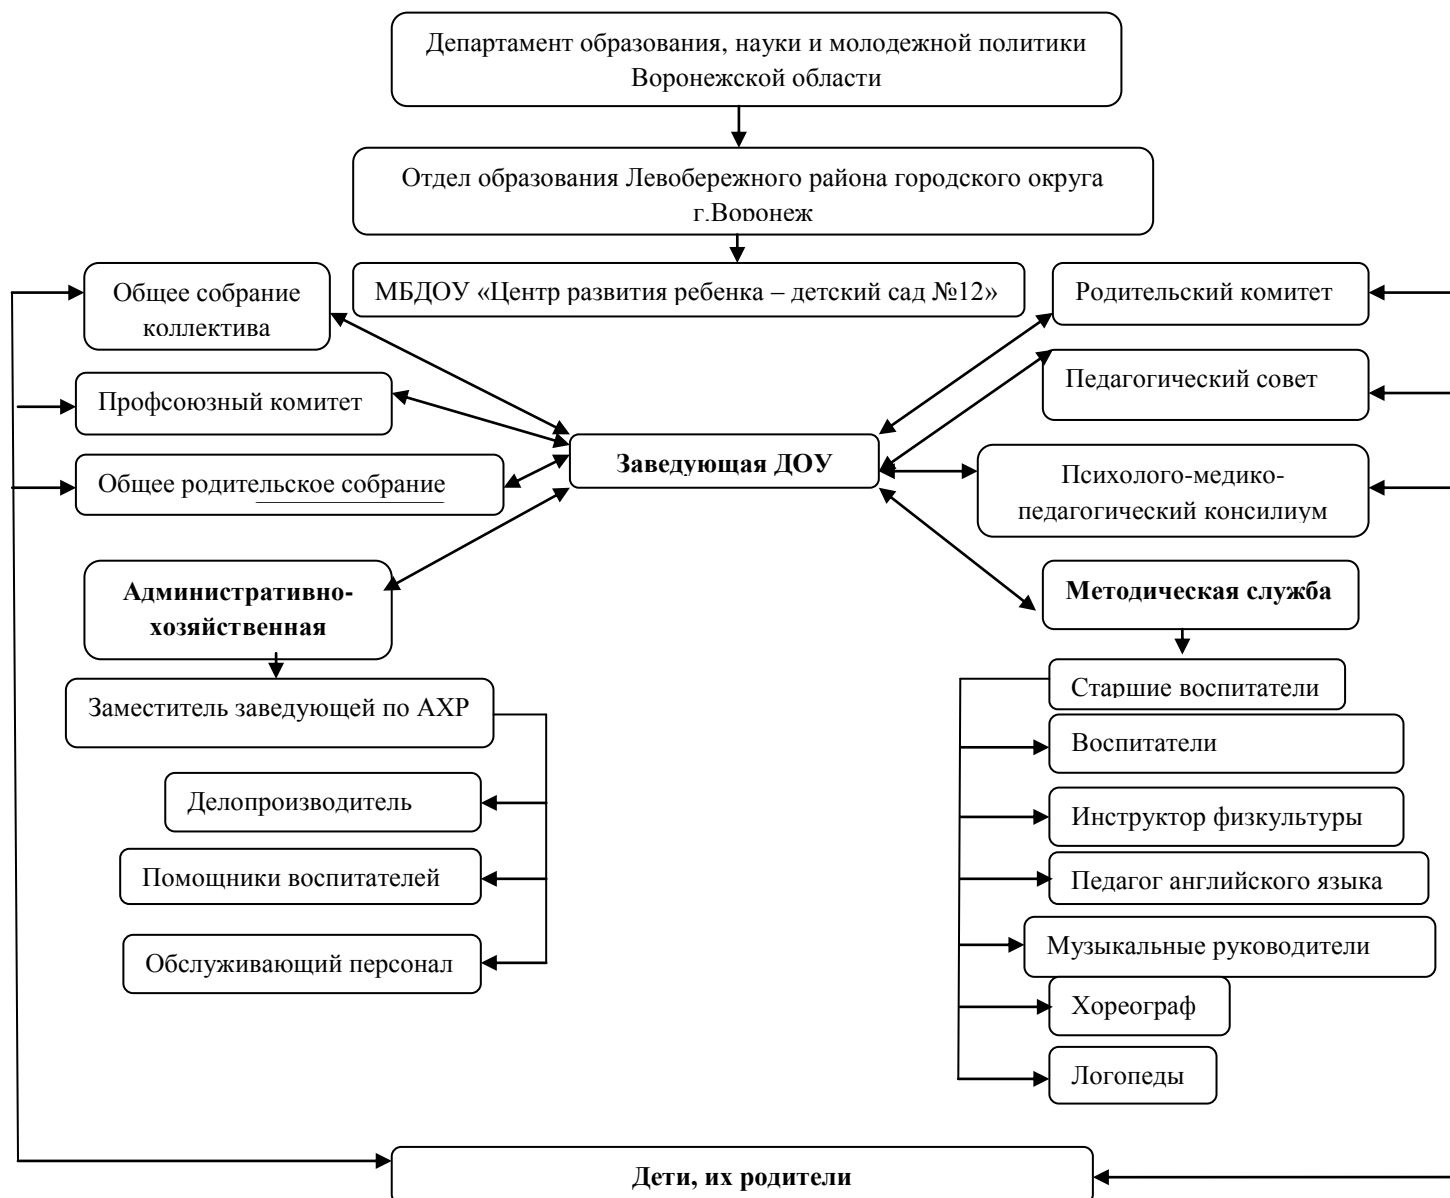 Департамент образования, науки и молодежной политики
Воронежской области
Отдел образования Левобережного района городского округа
г.Воронеж
МБДОУ «Центр развития ребенка – детский сад №12»
Общее собрание
коллектива
Профсоюзный комитет
Общее родительское собрание
Родительский комитет
Педагогический совет
Психолого-медико-
педагогический консилиум
Заведующая ДОУ
Административно-
хозяйственная
Заместитель заведующей по АХР
Делопроизводитель
Помощники воспитателей
Обслуживающий персонал
Методическая служба
Старшие воспитатели
Воспитатели
Инструктор физкультуры
Педагог английского языка
Музыкальные руководители
Хореограф
Логопеды
Дети, их родители